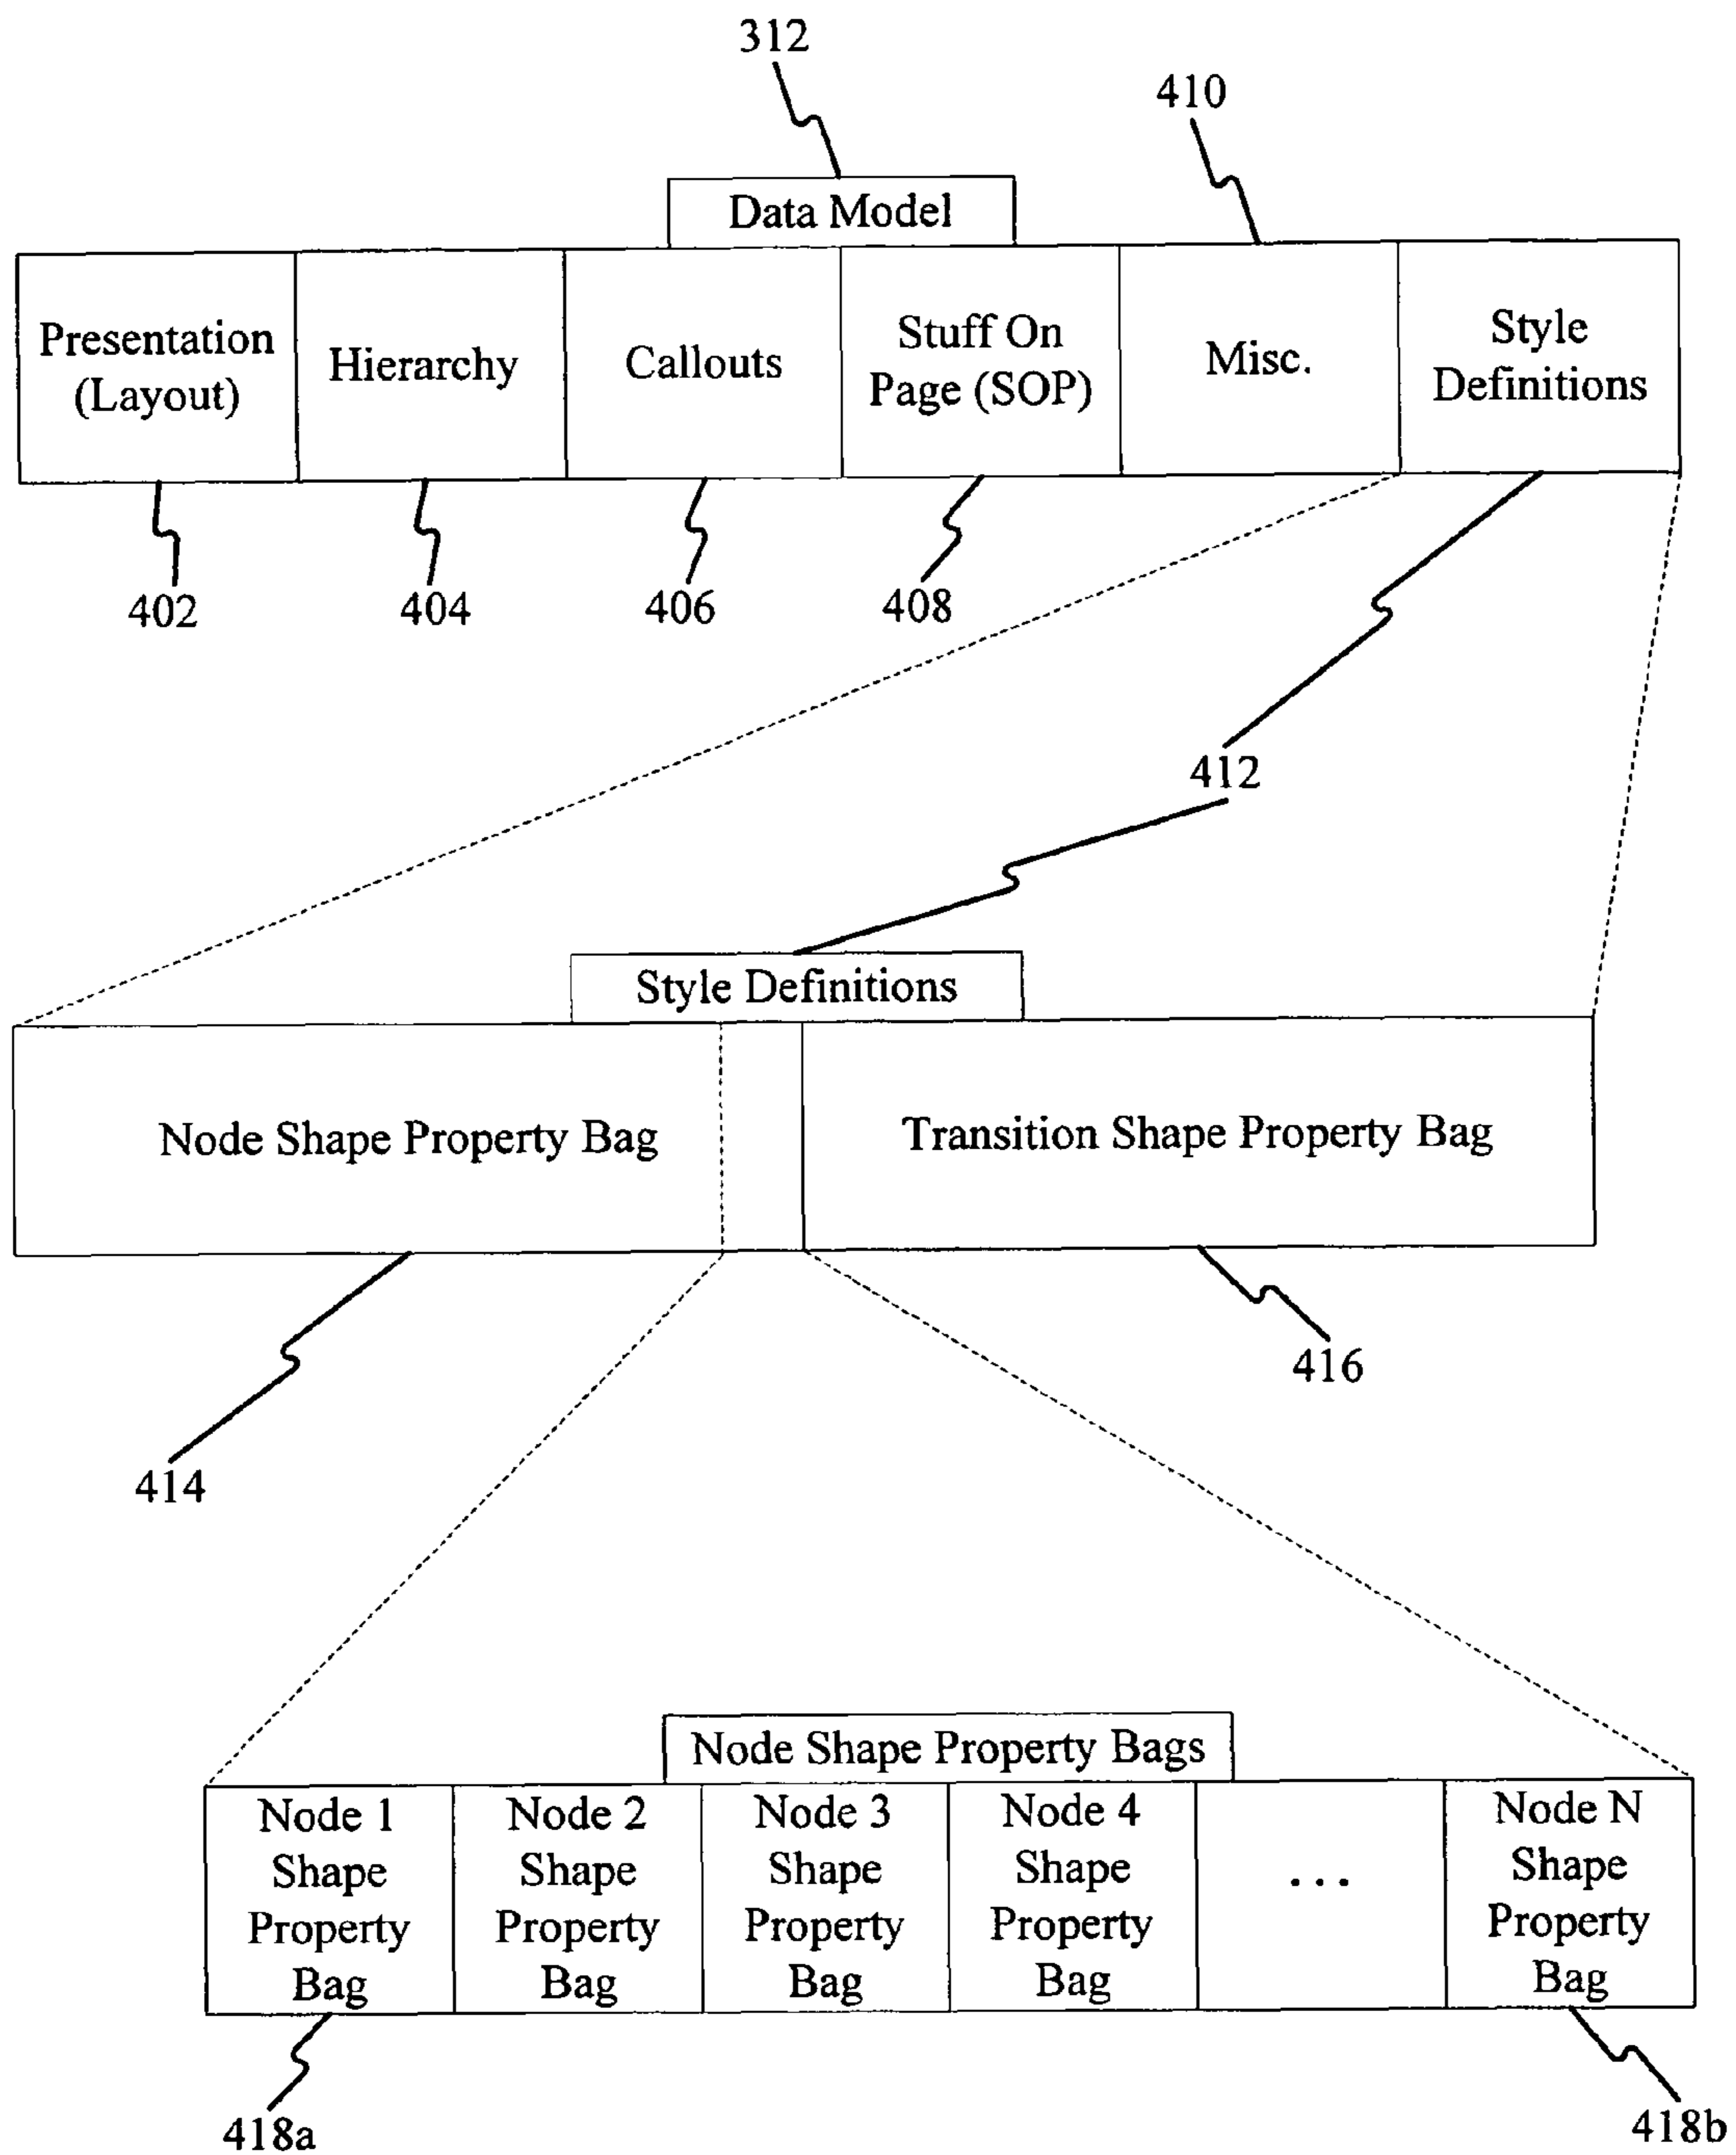 312
410
Data Model
Presentation
(Layout)
Hierarchy
Callouts
Stuff On
Page (SOP)
Misc.
Style
Definitions
402
404
406
408
412
Style Definitions
Node Shape Property Bag
Transition Shape Property Bag
414
416
Node Shape Property Bags
Node 1
Shape
Property
Bag
Node 2
Shape
Property
Bag
Node 3
Shape
Property
Bag
Node 4
Shape
Property
Bag
...
Node N
Shape
Property
Bag
418a
418b